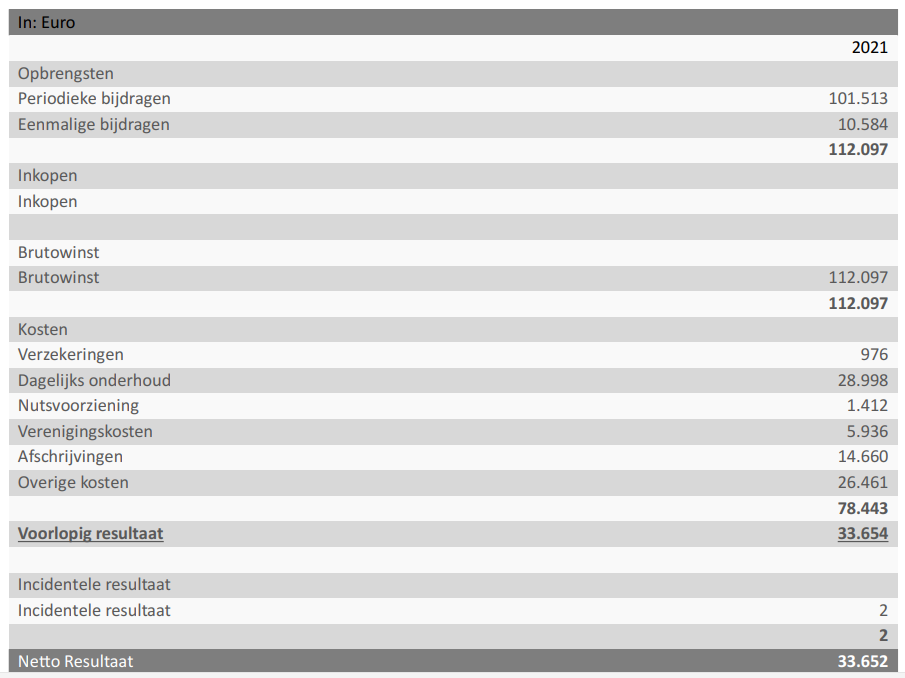 In: Euro
2021
Opbrengsten
Periodieke bijdragen 101.513
Eenmalige bijdragen 10.584
112.097
Inkopen
Inkopen
Brutowinst
Brutowinst 112.097
112.097
Kosten
Verzekeringen 976
Dagelijks onderhoud 28.998
Nutsvoorziening 1.412
Verenigingskosten 5.936
Afschrijvingen 14.660
Overige kosten 26.461
78.443
Voorlopig resultaat 33.654
Incidentele resultaat
Incidentele resultaat 2
2
Netto Resultaat 33.652